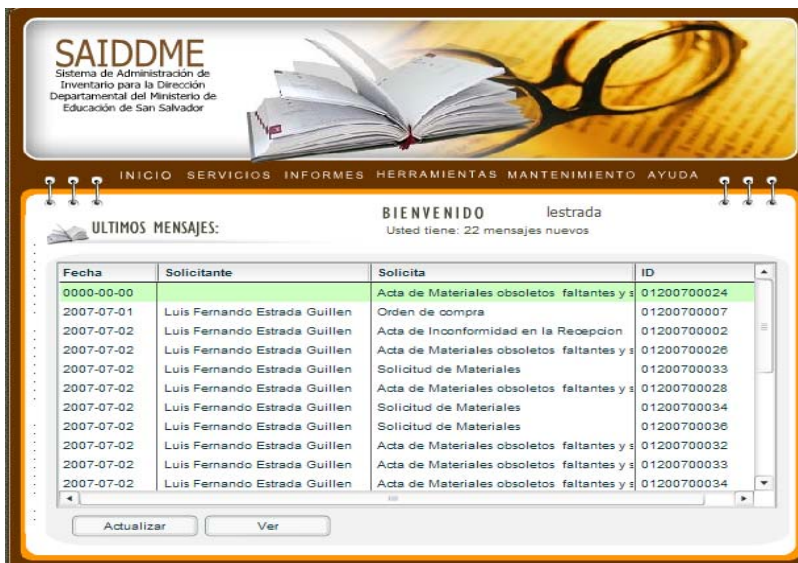 SAIDDME
Sistema de Administración de
Inventario para la Dirección
Departamental del Ministerio de
Educación de San Salvador
INICIO SERVICIOS INFORMES HERRAMIENTAS MANTENIMIENTO AYUDA
ULTIMOS MENSAJES:
BIENVENIDO lestrada
Usted tiene: 22 mensajes nuevos
Fecha Solicitante Solicita ID
0000-00-00 Acta de Materiales obsoletos faltantes y s 01200700024
2007-07-01 Luis Fernando Estrada Guillen Orden de compra 01200700007
2007-07-02 Luis Fernando Estrada Guillen Acta de Inconformidad en la Recepcion 01200700002
2007-07-02 Luis Fernando Estrada Guillen Acta de Materiales obsoletos faltantes y s 01200700026
2007-07-02 Luis Fernando Estrada Guillen Solicitud de Materiales 01200700033
2007-07-02 Luis Fernando Estrada Guillen Acta de Materiales obsoletos faltantes y s 01200700028
2007-07-02 Luis Fernando Estrada Guillen Solicitud de Materiales 01200700034
2007-07-02 Luis Fernando Estrada Guillen Solicitud de Materiales 01200700036
2007-07-02 Luis Fernando Estrada Guillen Acta de Materiales obsoletos faltantes y s 01200700032
2007-07-02 Luis Fernando Estrada Guillen Acta de Materiales obsoletos faltantes y s 01200700033
2007-07-02 Luis Fernando Estrada Guillen Acta de Materiales obsoletos faltantes y s 01200700034
Actualizar Ver